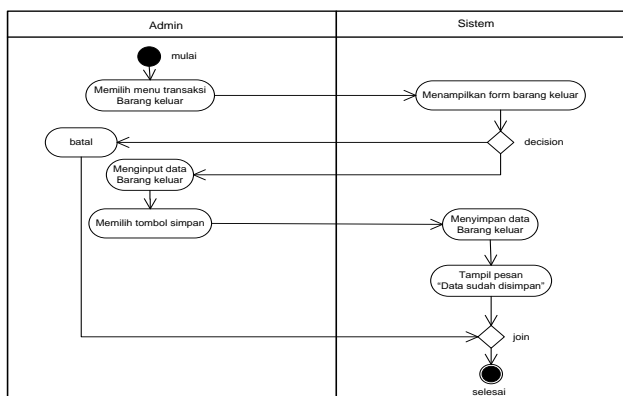 Admin
Sistem
mulai
Memilih menu transaksi
Barang keluar
Menampilkan form barang keluar
batal
decision
Menginput data
Barang keluar
Memilih tombol simpan
Menyimpan data
Barang keluar
Tampil pesan
“Data sudah disimpan”
join
selesai